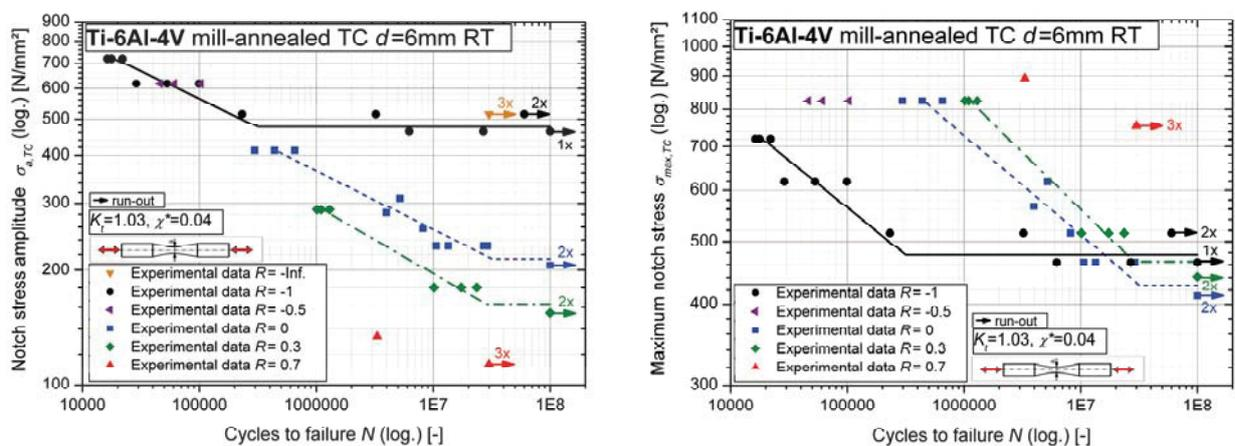 Ti-6Al-4V mill-annealed TC d=6mm RT
Notch stress amplitude σa,TC (log.) [N/mm²]
900
800
700
600
500
400
300
200
100
3x
2x
1x
2x
2x
3x
run-out
Kt=1.03, χ*=0.04
Experimental data R= -Inf.
Experimental data R= -1
Experimental data R= -0.5
Experimental data R= 0
Experimental data R= 0.3
Experimental data R= 0.7
10000 100000 1000000 1E7 1E8
Cycles to failure N (log.) [-]
Ti-6Al-4V mill-annealed TC d=6mm RT
Maximum notch stress σmax,TC (log.) [N/mm²]
1100
1000
900
800
700
600
500
400
300
3x
2x
1x
2x
2x
Experimental data R= -1
Experimental data R= -0.5
Experimental data R= 0
Experimental data R= 0.3
Experimental data R= 0.7
run-out
Kt=1.03, χ*=0.04
10000 100000 1000000 1E7 1E8
Cycles to failure N (log.) [-]